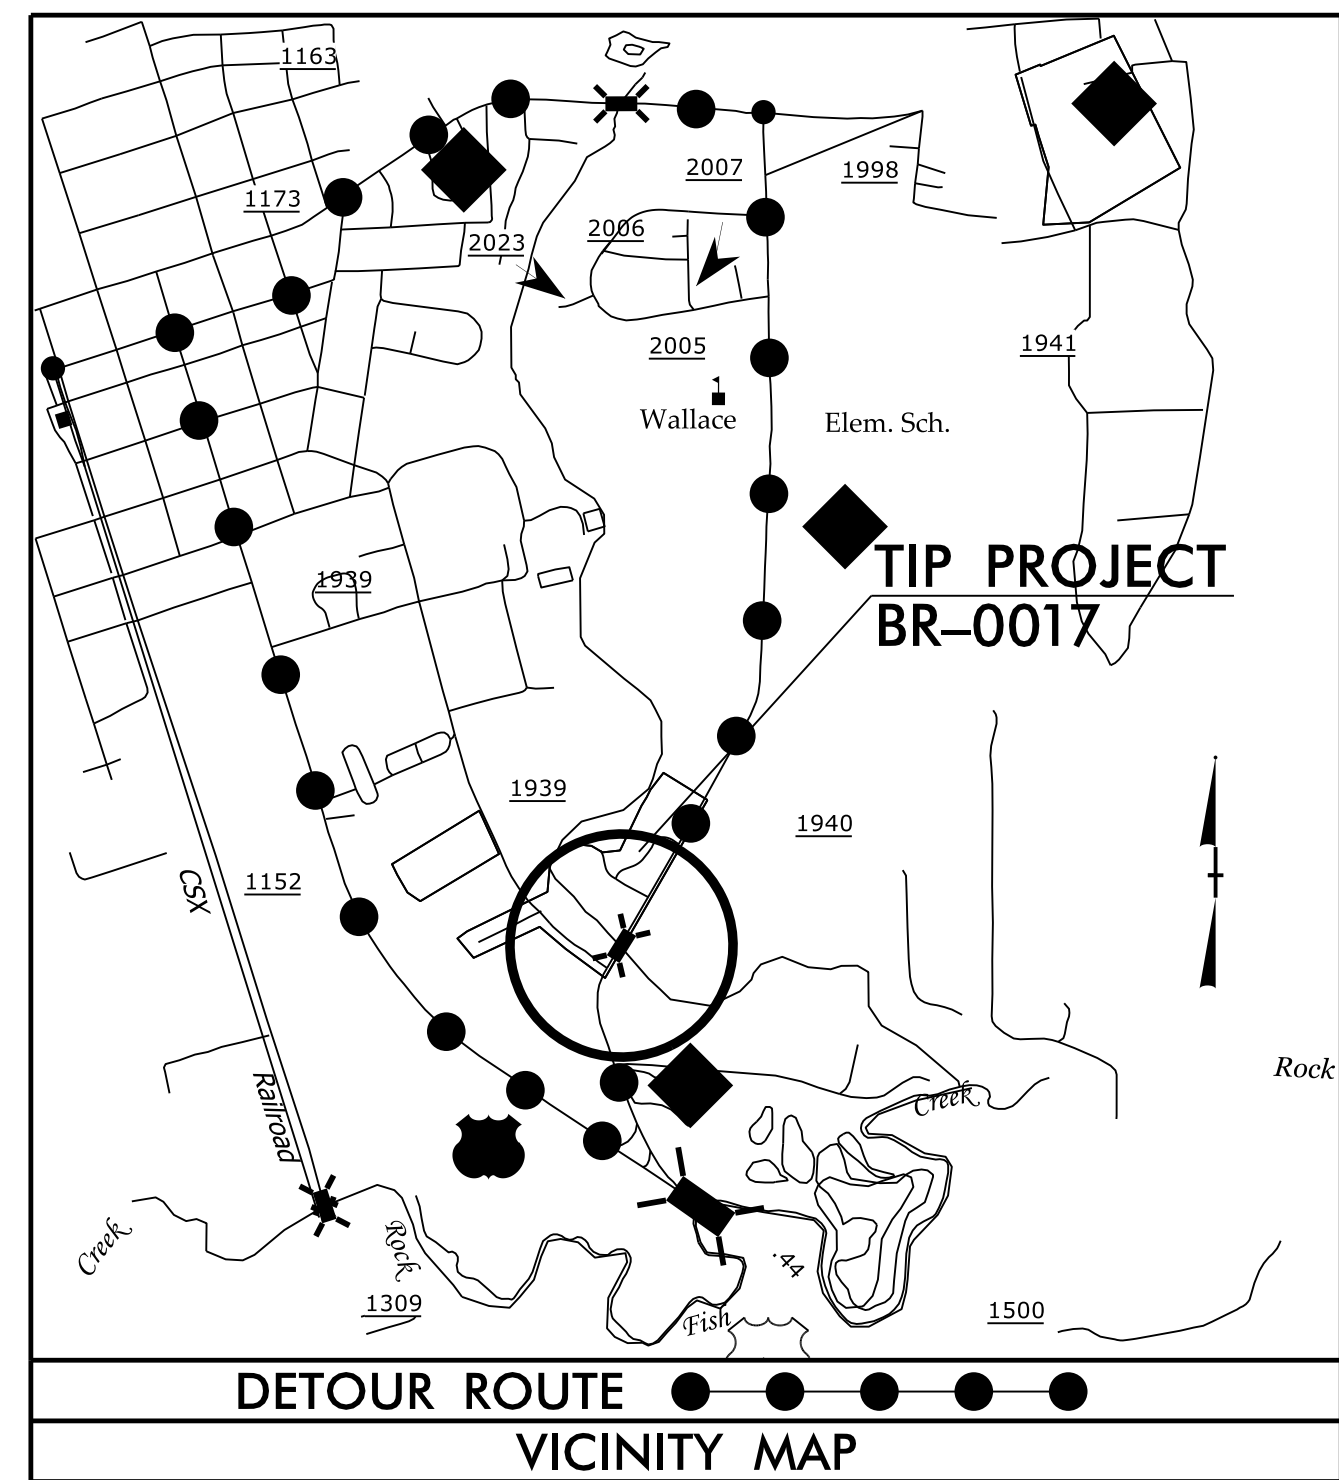 1163
2007
1998
1173
2006
2023
1941
2005
Wallace
Elem. Sch.
TIP PROJECT
BR–0017
1939
1939
1940
CSX
1152
Rock
Creek
Railroad
Creek
Rock
.44
1309
Fish
1500
DETOUR ROUTE
VICINITY MAP